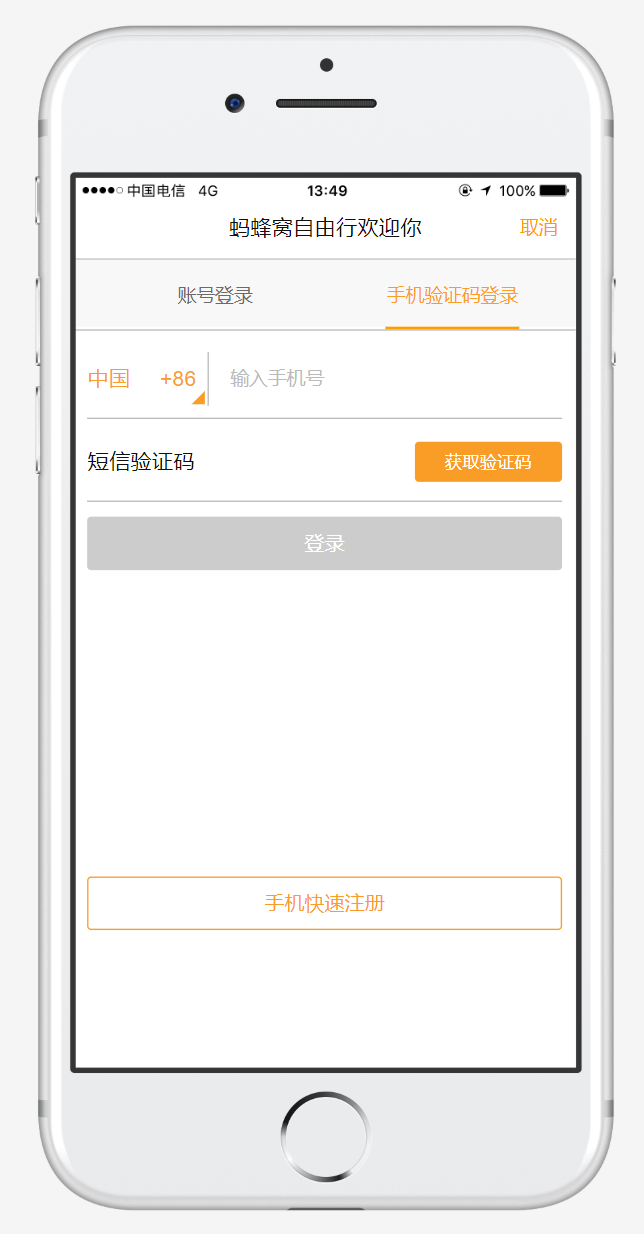 中国电信 4G 13:49 100%
蚂蜂窝自由行欢迎你 取消
账号登录 手机验证码登录
中国 +86 输入手机号
短信验证码 获取验证码
登录
手机快速注册